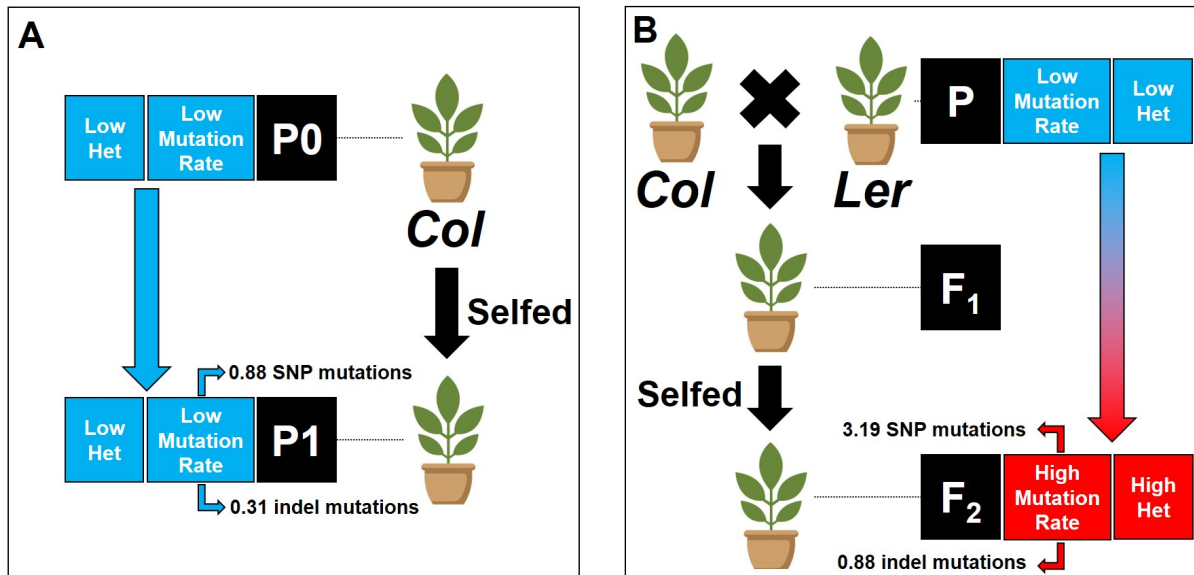 A
Low
Het
Low
Mutation
Rate
P0
Col
Selfed
0.88 SNP mutations
Low
Het
Low
Mutation
Rate
P1
0.31 indel mutations
B
Col
Ler
P
Low
Mutation
Rate
Low
Het
F₁
Selfed
3.19 SNP mutations
F₂
High
Mutation
Rate
High
Het
0.88 indel mutations